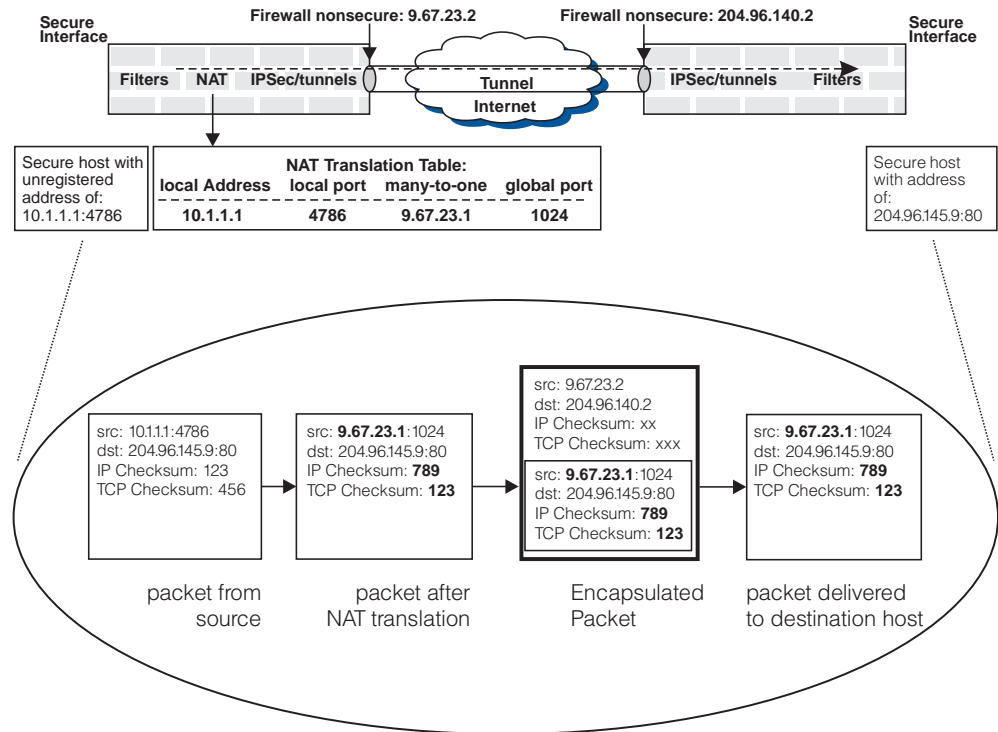 Firewall nonsecure: 9.67.23.2
Firewall nonsecure: 204.96.140.2
Secure
Interface
Secure
Interface
Filters NAT IPSec/tunnels
Tunnel
Internet
IPSec/tunnels Filters
Secure host with
unregistered
address of:
10.1.1.1:4786
NAT Translation Table:
local Address local port many-to-one global port
10.1.1.1 4786 9.67.23.1 1024
Secure host
with address
of:
204.96.145.9:80
src: 10.1.1.1:4786
dst: 204.96.145.9:80
IP Checksum: 123
TCP Checksum: 456
packet from
source
src: 9.67.23.1:1024
dst: 204.96.145.9:80
IP Checksum: 789
TCP Checksum: 123
packet after
NAT translation
src: 9.67.23.2
dst: 204.96.140.2
IP Checksum: xx
TCP Checksum: xxx
src: 9.67.23.1:1024
dst: 204.96.145.9:80
IP Checksum: 789
TCP Checksum: 123
Encapsulated
Packet
src: 9.67.23.1:1024
dst: 204.96.145.9:80
IP Checksum: 789
TCP Checksum: 123
packet delivered
to destination host